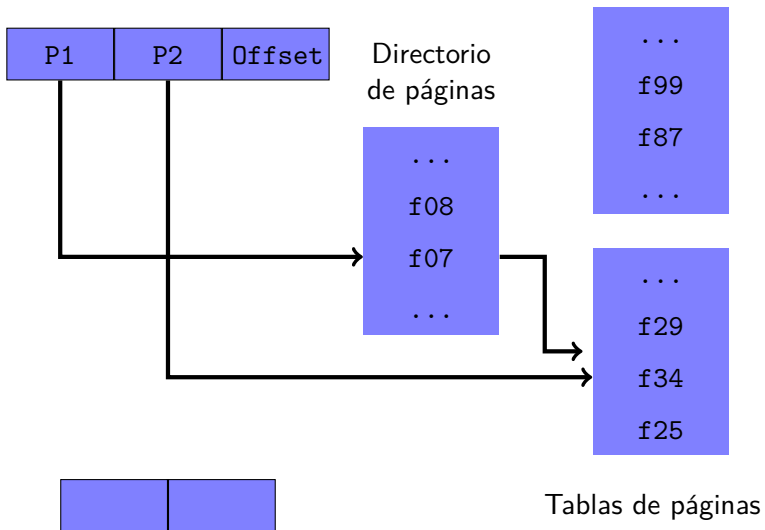 P1 P2 Offset
Directorio
de páginas
...
f08
f07
...
...
f99
f87
...
...
f29
f34
f25
Tablas de páginas